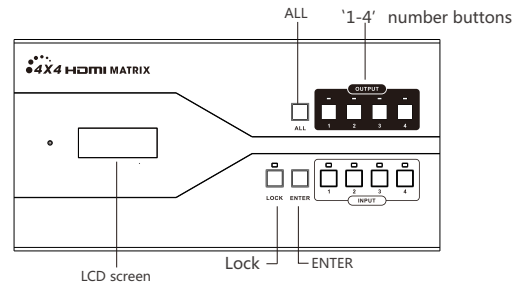 ALL
‵1-4′ number buttons
4X4 HDMI MATRIX
OUTPUT
1 2 3 4
ALL
LOCK ENTER
1 2 3 4
INPUT
Lock
ENTER
LCD screen